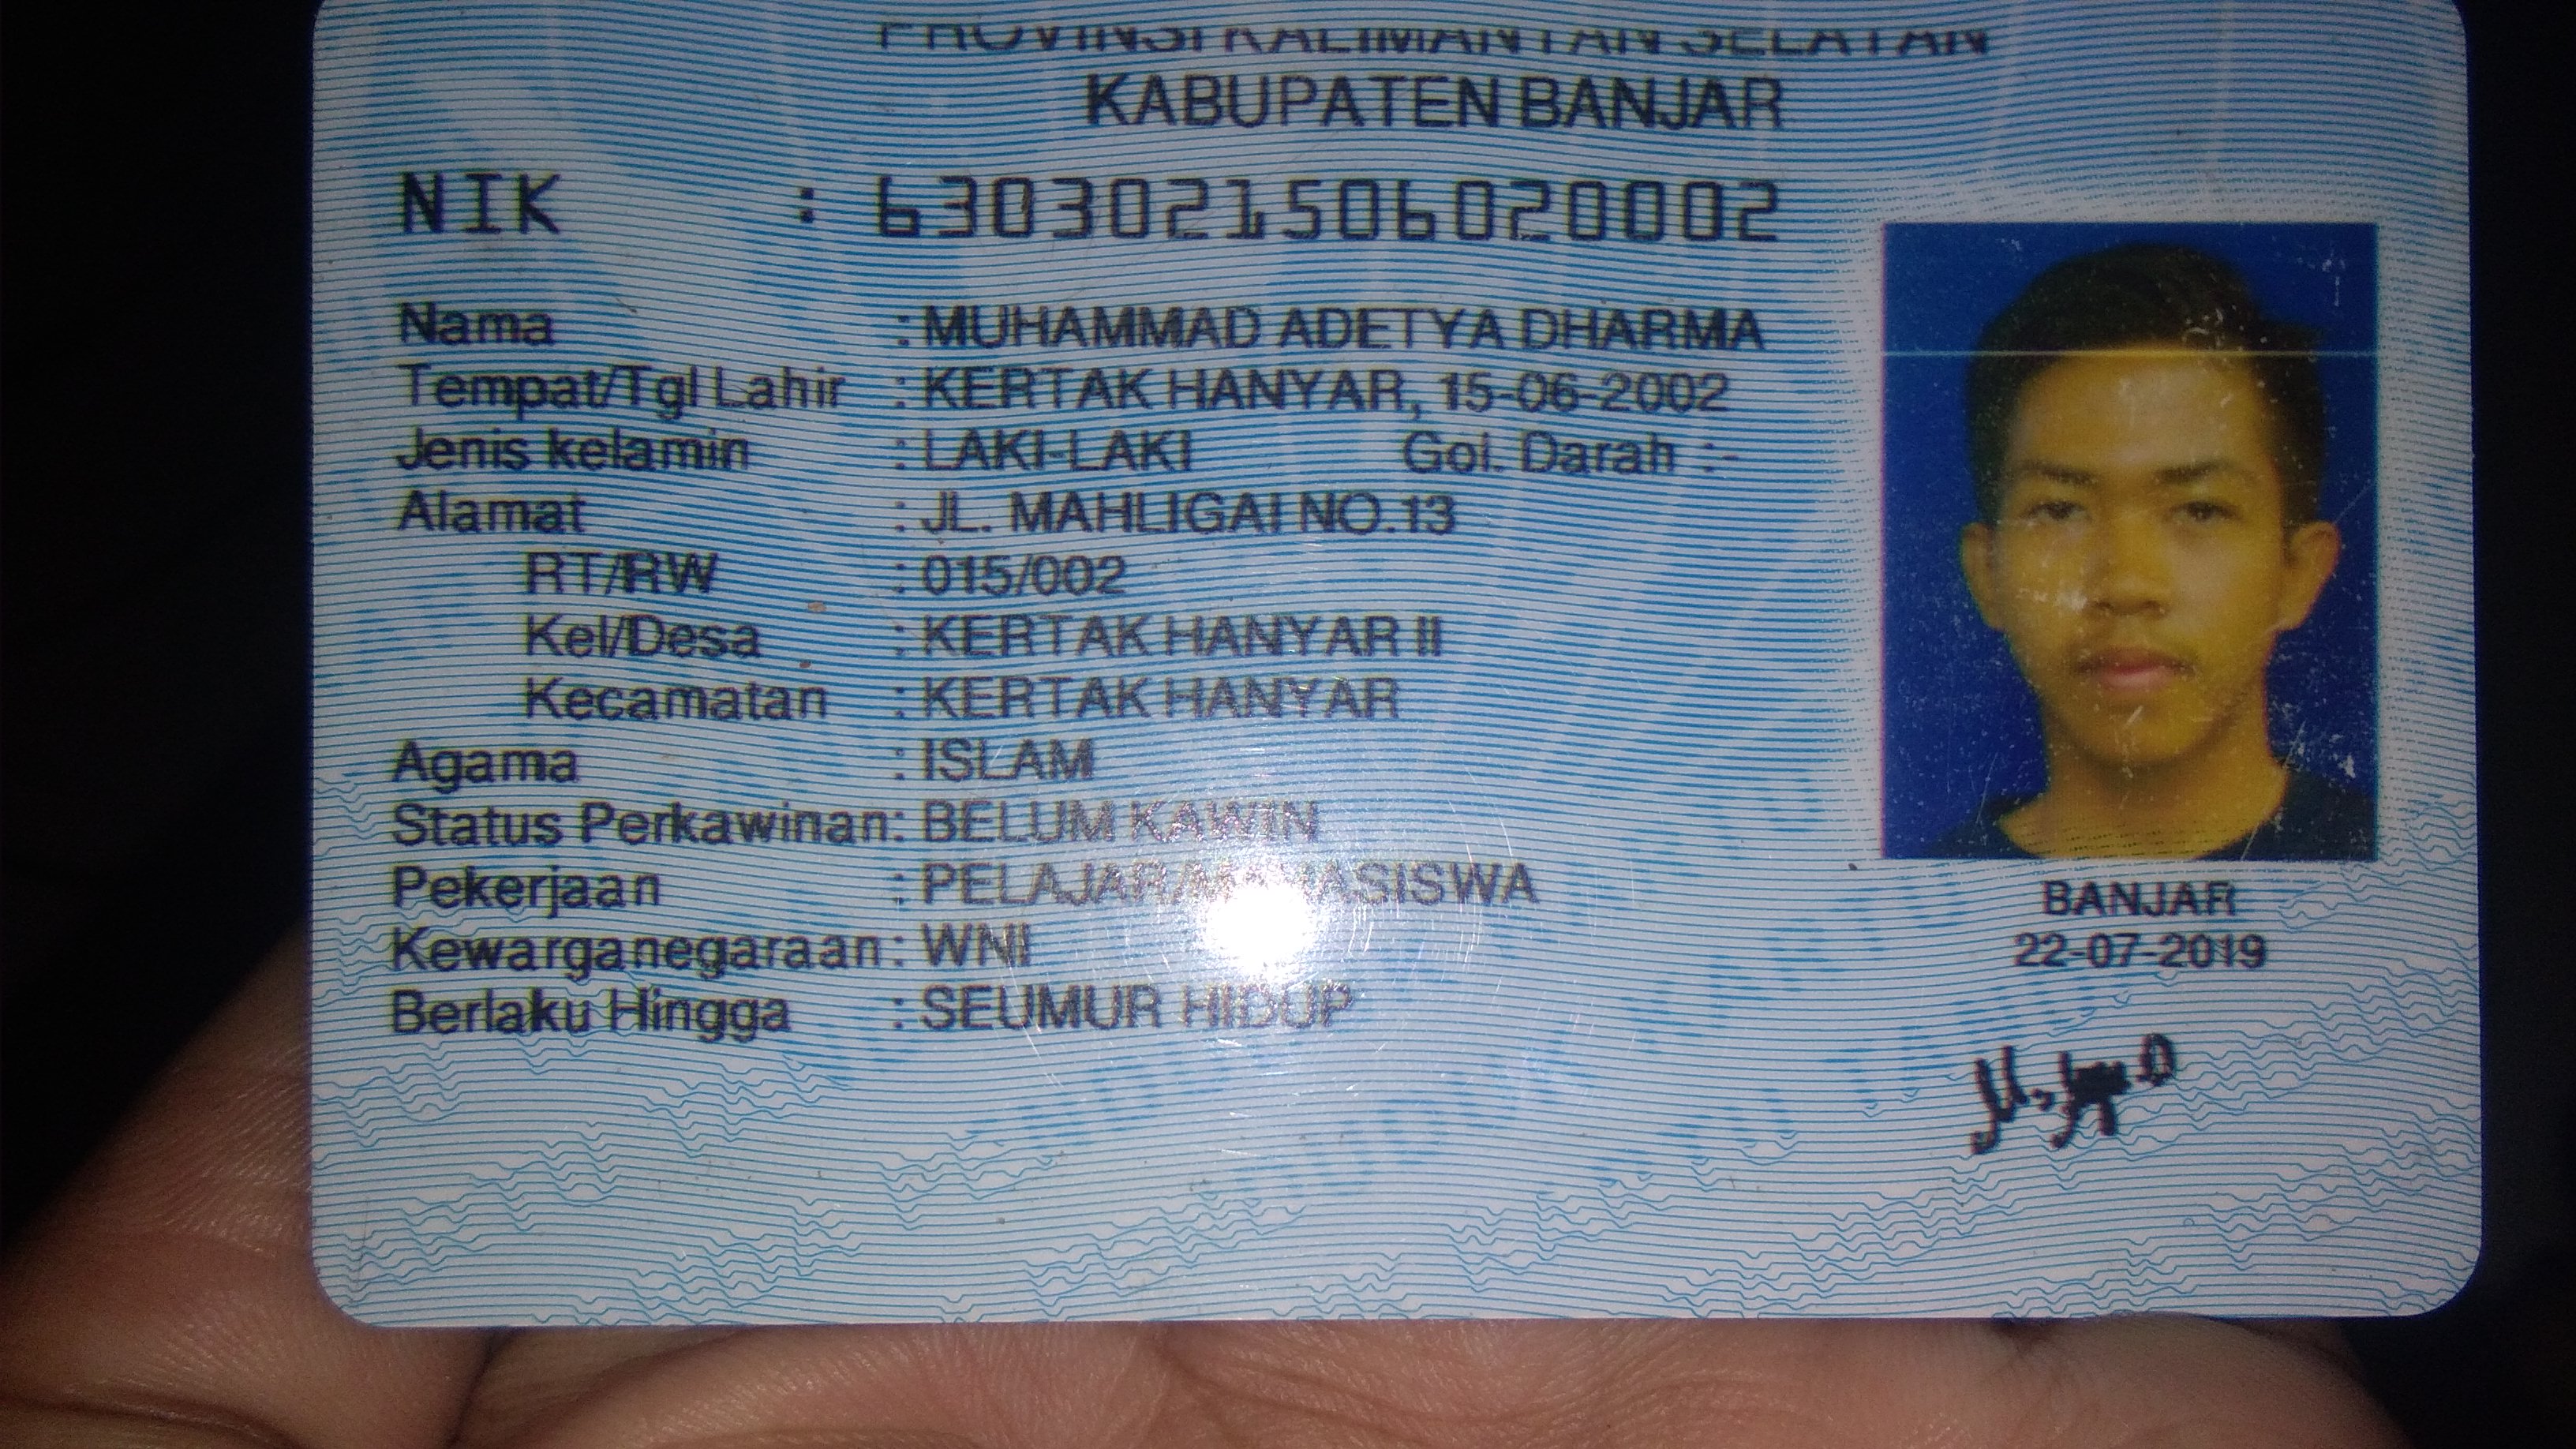 PROVINSI KALIMANTAN SELATAN
KABUPATEN BANJAR
NIK : 6303021506020002
Nama : MUHAMMAD ADETYA DHARMA
Tempat/Tgl Lahir : KERTAK HANYAR, 15-06-2002
Jenis kelamin : LAKI-LAKI Gol. Darah :-
Alamat : JL. MAHLIGAI NO.13
RT/RW : 015/002
Kel/Desa : KERTAK HANYAR II
Kecamatan : KERTAK HANYAR
Agama : ISLAM
Status Perkawinan: BELUM KAWIN
Pekerjaan : PELAJAR/MAHASISWA
Kewarganegaraan: WNI
Berlaku Hingga : SEUMUR HIDUP
BANJAR
22-07-2019